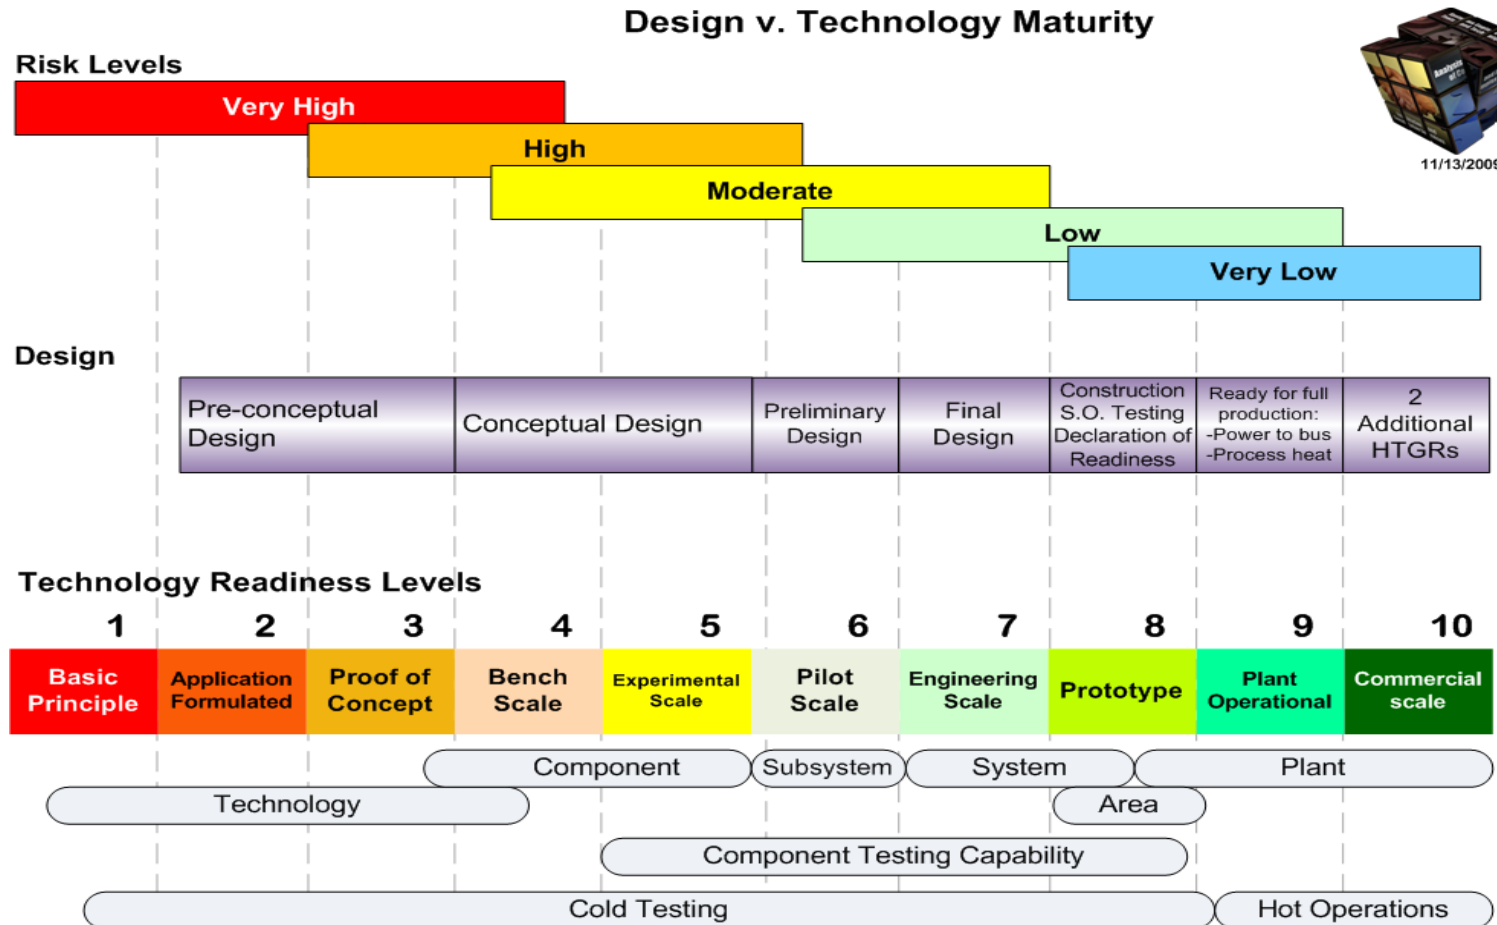 Design v. Technology Maturity
Risk Levels
Very High
High
Moderate
Low
Very Low
11/13/2009
Design
Pre-conceptual
Design
Conceptual Design
Preliminary
Design
Final
Design
Construction
S.O. Testing
Declaration of
Readiness
Ready for full
production:
-Power to bus
-Process heat
2
Additional
HTGRs
Technology Readiness Levels
1 2 3 4 5 6 7 8 9 10
Basic
Principle
Application
Formulated
Proof of
Concept
Bench
Scale
Experimental
Scale
Pilot
Scale
Engineering
Scale
Prototype
Plant
Operational
Commercial
scale
Component
Subsystem
System
Plant
Technology
Area
Component Testing Capability
Cold Testing
Hot Operations